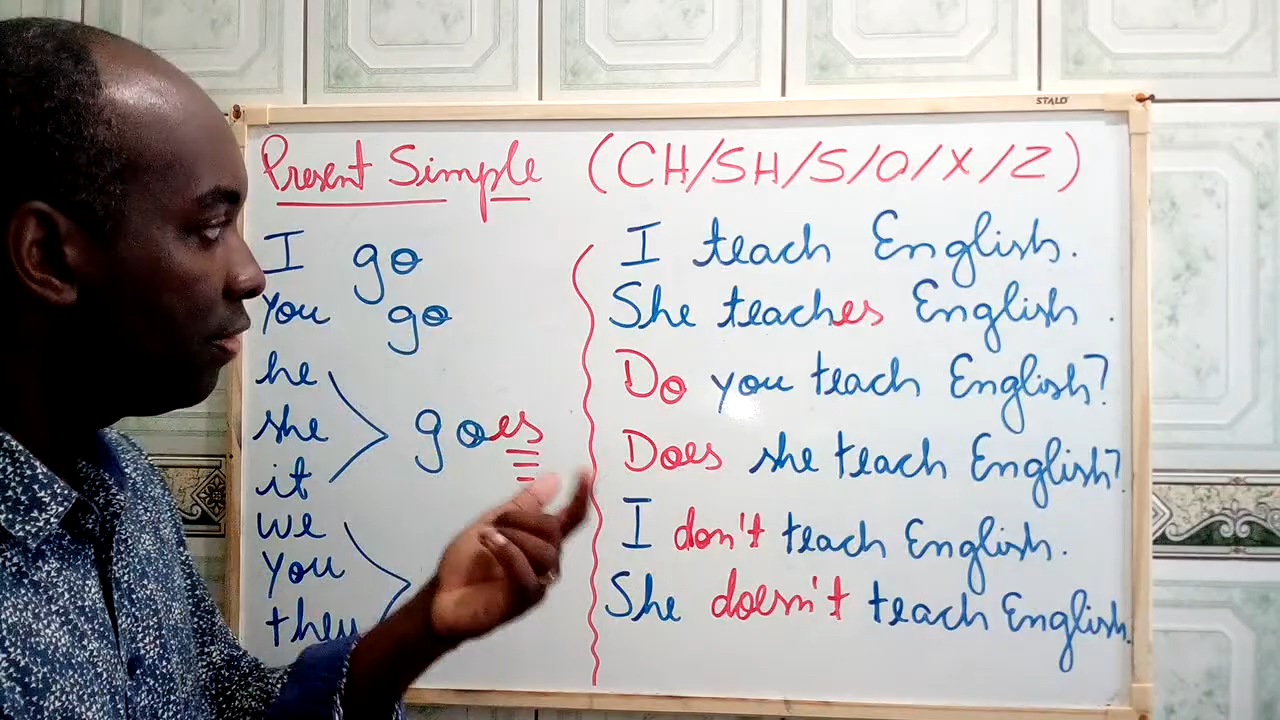 STALO
Present Simple (CH/SH/S/O/X/Z)
I go
You go
he
she
it
goes
we
you
they
I teach English.
She teaches English.
Do you teach English?
Does she teach English?
I don't teach English.
She doesn't teach English.